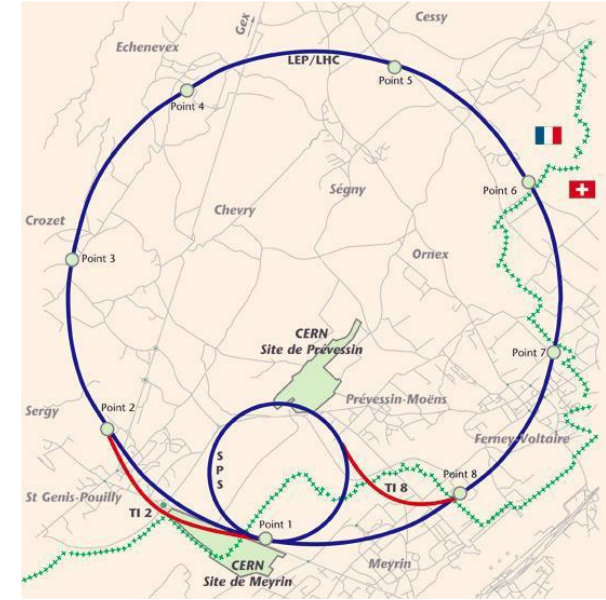 Cessy
Gex
Echenevex
LEP/LHC
Point 5
Point 4
Point 6
Ségny
Chevry
Crozet
Ornex
Point 3
CERN
Site de Prévessin
Point 7
Prévessin-Moëns
Point 2
Sergy
Ferney-Voltaire
SPS
Point 8
St Genis-Pouilly
TI 8
TI 2
Point 1
CERN
Site de Meyrin
Meyrin